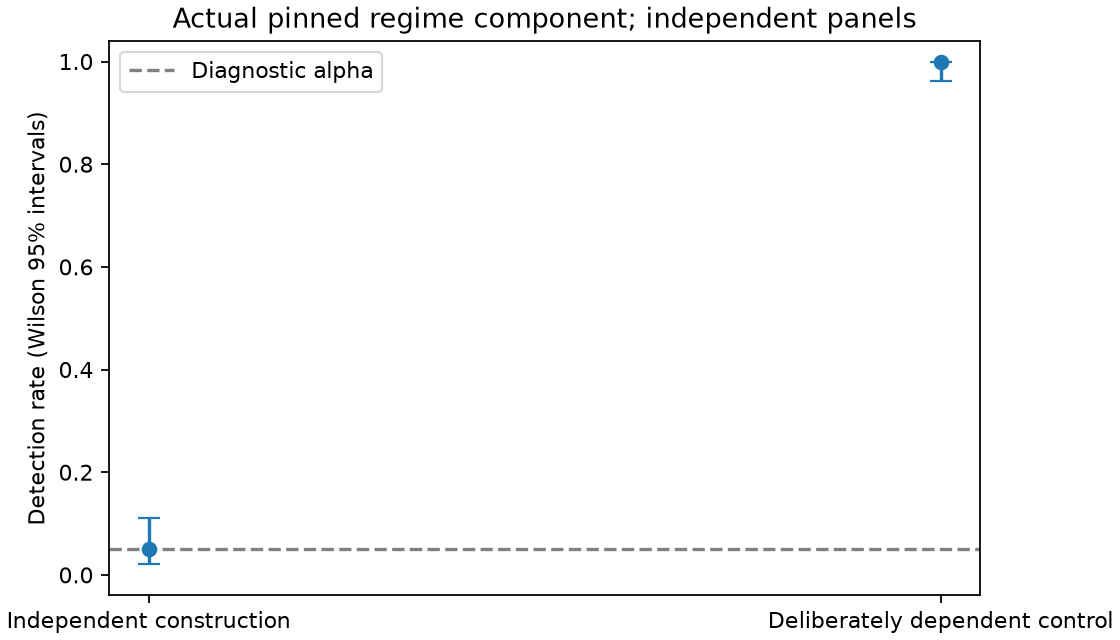 Actual pinned regime component; independent panels
Diagnostic alpha
Detection rate (Wilson 95% intervals)
1.0
0.8
0.6
0.4
0.2
0.0
Independent construction
Deliberately dependent control